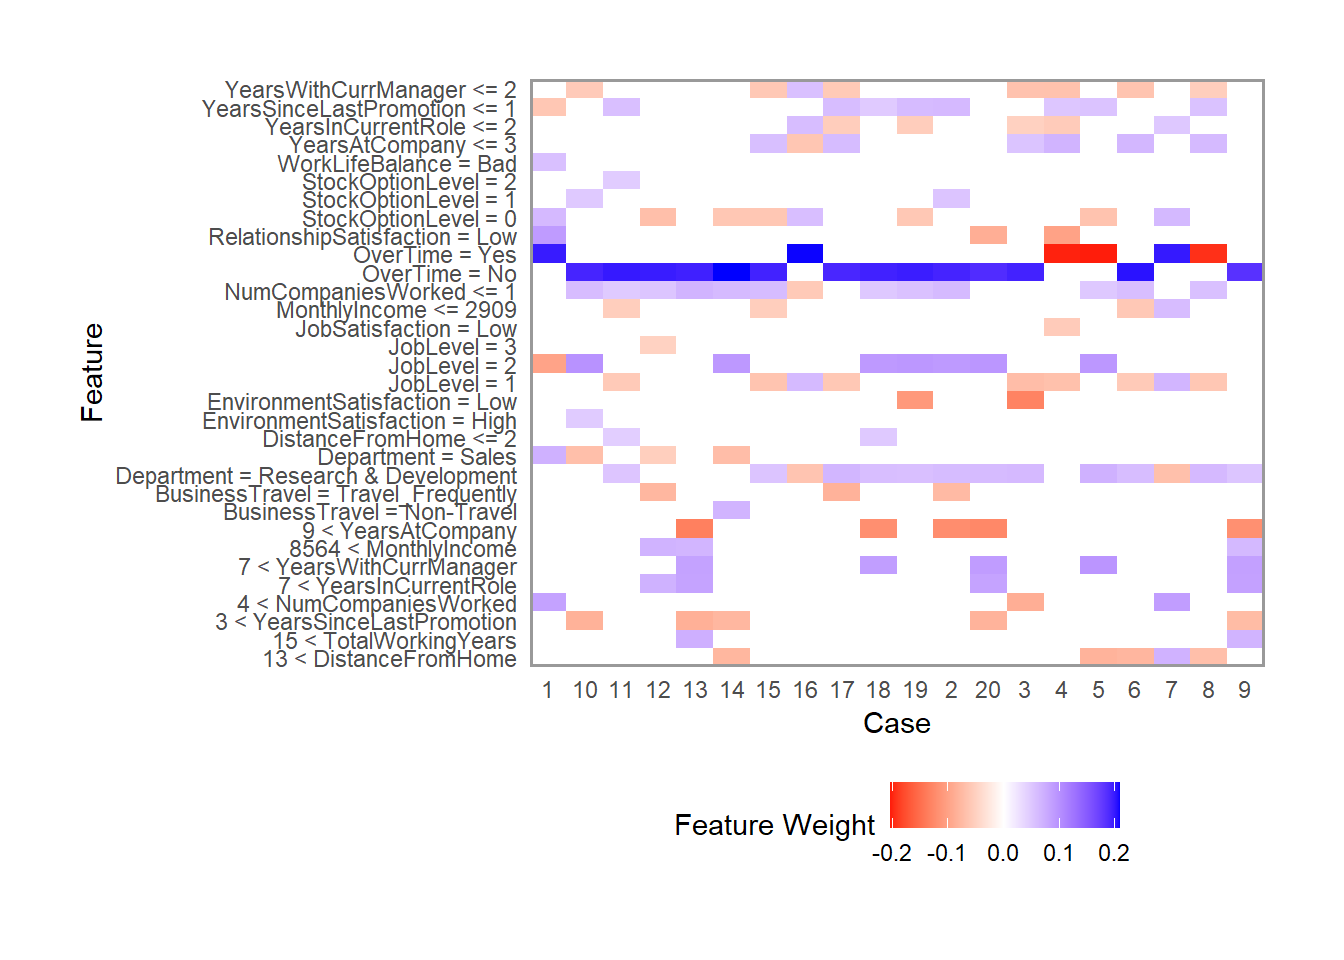 YearsWithCurrManager <= 2
YearsSinceLastPromotion <= 1
YearsInCurrentRole <= 2
YearsAtCompany <= 3
WorkLifeBalance = Bad
StockOptionLevel = 2
StockOptionLevel = 1
StockOptionLevel = 0
RelationshipSatisfaction = Low
OverTime = Yes
OverTime = No
NumCompaniesWorked <= 1
MonthlyIncome <= 2909
JobSatisfaction = Low
JobLevel = 3
JobLevel = 2
JobLevel = 1
EnvironmentSatisfaction = Low
EnvironmentSatisfaction = High
DistanceFromHome <= 2
Department = Sales
Department = Research & Development
BusinessTravel = Travel_Frequently
BusinessTravel = Non-Travel
9 < YearsAtCompany
8564 < MonthlyIncome
7 < YearsWithCurrManager
7 < YearsInCurrentRole
4 < NumCompaniesWorked
3 < YearsSinceLastPromotion
15 < TotalWorkingYears
13 < DistanceFromHome
Feature
1 10 11 12 13 14 15 16 17 18 19 2 20 3 4 5 6 7 8 9
Case
Feature Weight
-0.2 -0.1 0.0 0.1 0.2